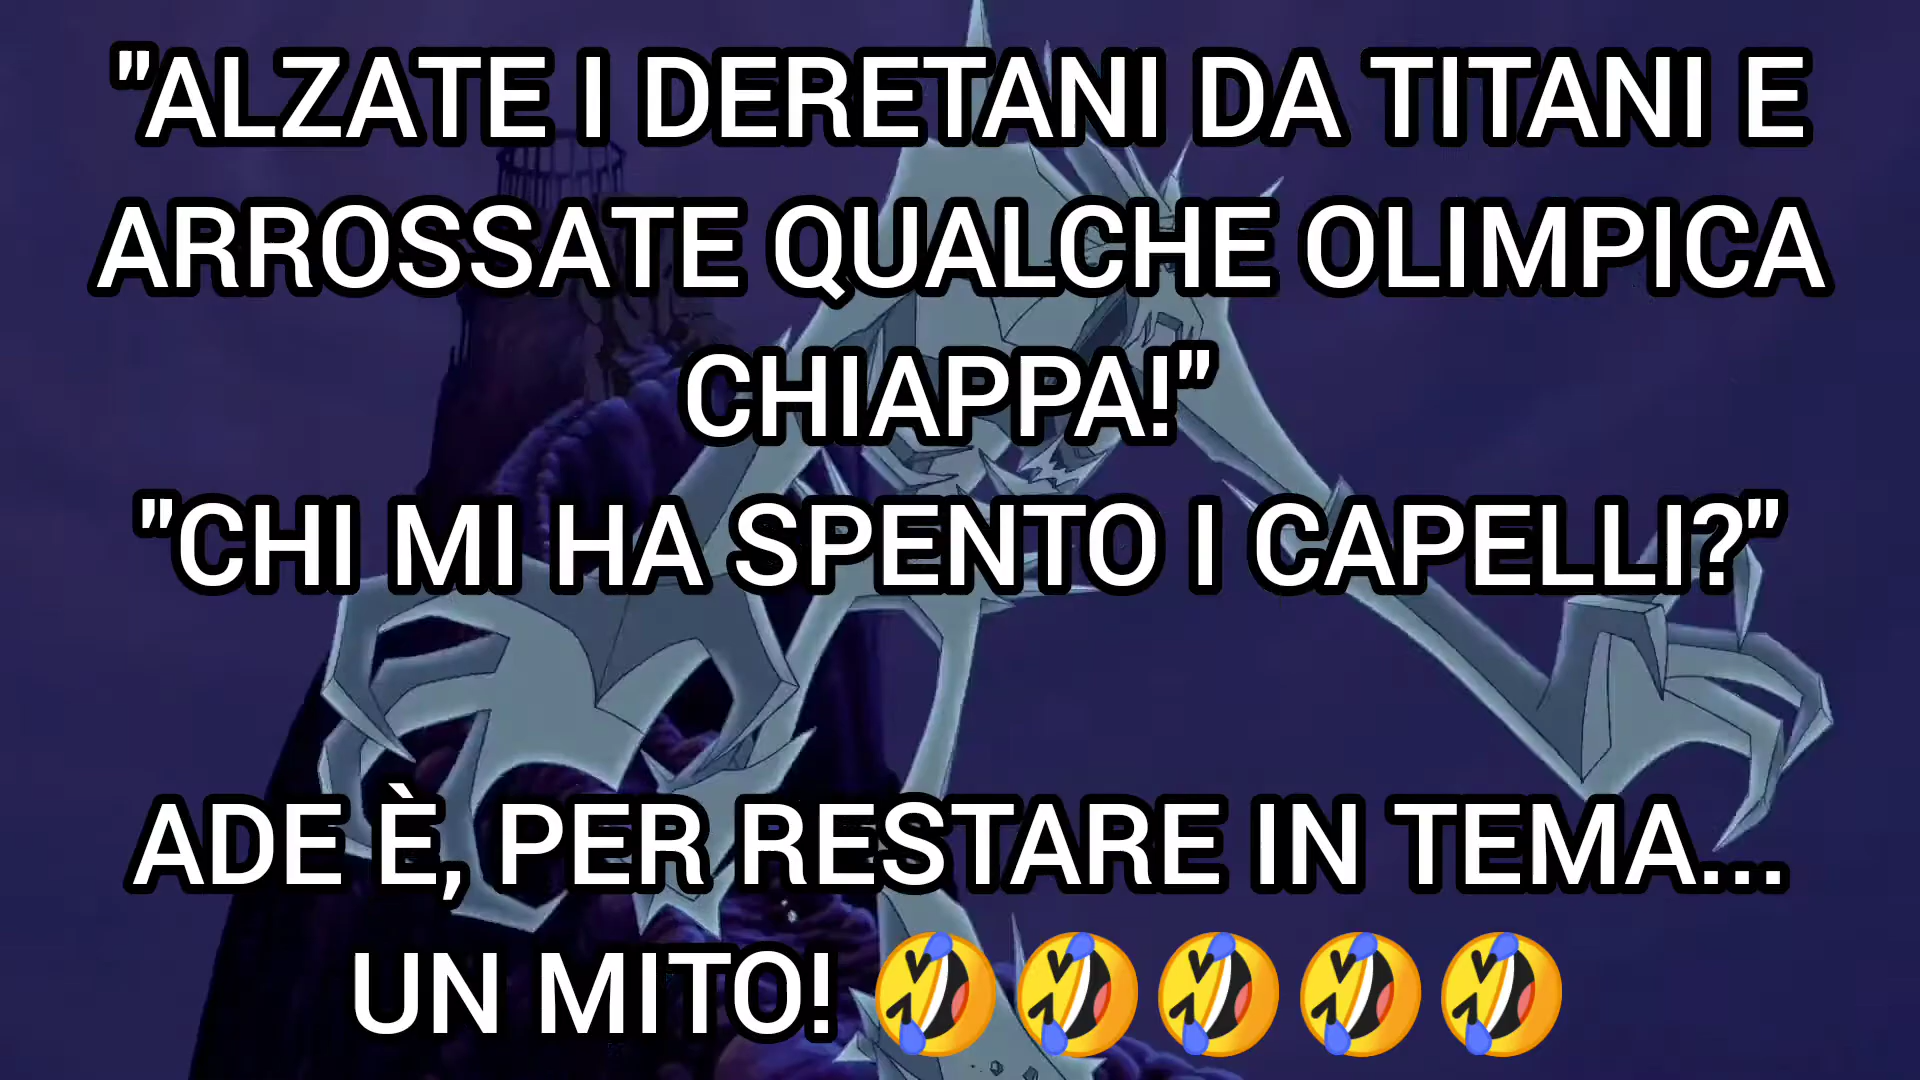 "ALZATE I DERETANI DA TITANI E
ARROSSATE QUALCHE OLIMPICA
CHIAPPA!"
"CHI MI HA SPENTO I CAPELLI?"
ADE È, PER RESTARE IN TEMA...
UN MITO! 🤣🤣🤣🤣🤣